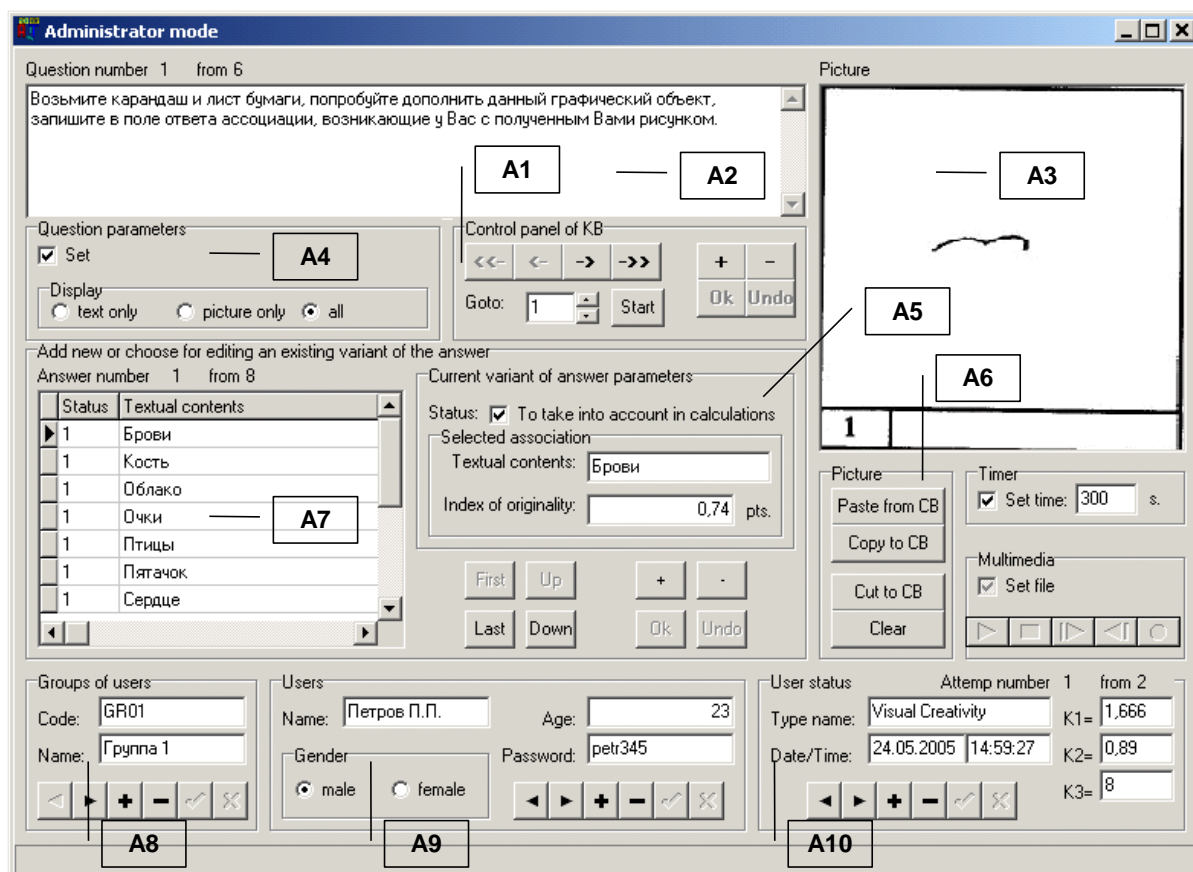 Administrator mode
Question number 1 from 6
Возьмите карандаш и лист бумаги, попробуйте дополнить данный графический объект,
запишите в поле ответа ассоциации, возникающие у Вас с полученным Вами рисунком.
A1
A2
Picture
A3
1
Question parameters
Set
A4
Display
text only picture only all
Control panel of KB
<<- <- -> ->> + -
Goto: 1 Start Ok Undo
A5
A6
Add new or choose for editing an existing variant of the answer
Answer number 1 from 8
Status Textual contents
1 Брови
1 Кость
1 Облако
1 Очки
1 Птицы
1 Пятачок
1 Сердце
A7
Current variant of answer parameters
Status: To take into account in calculations
Selected association
Textual contents: Брови
Index of originality: 0,74 pts.
First Up + -
Last Down Ok Undo
Picture
Paste from CB
Copy to CB
Cut to CB
Clear
Timer
Set time: 300 s.
Multimedia
Set file
Groups of users
Code: GR01
Name: Группа 1
A8
Users
Name: Петров П.П. Age: 23
Gender Password: petr345
male female
A9
User status Attemp number 1 from 2
Type name: Visual Creativity K1= 1,666
Date/Time: 24.05.2005 14:59:27 K2= 0,89
K3= 8
A10